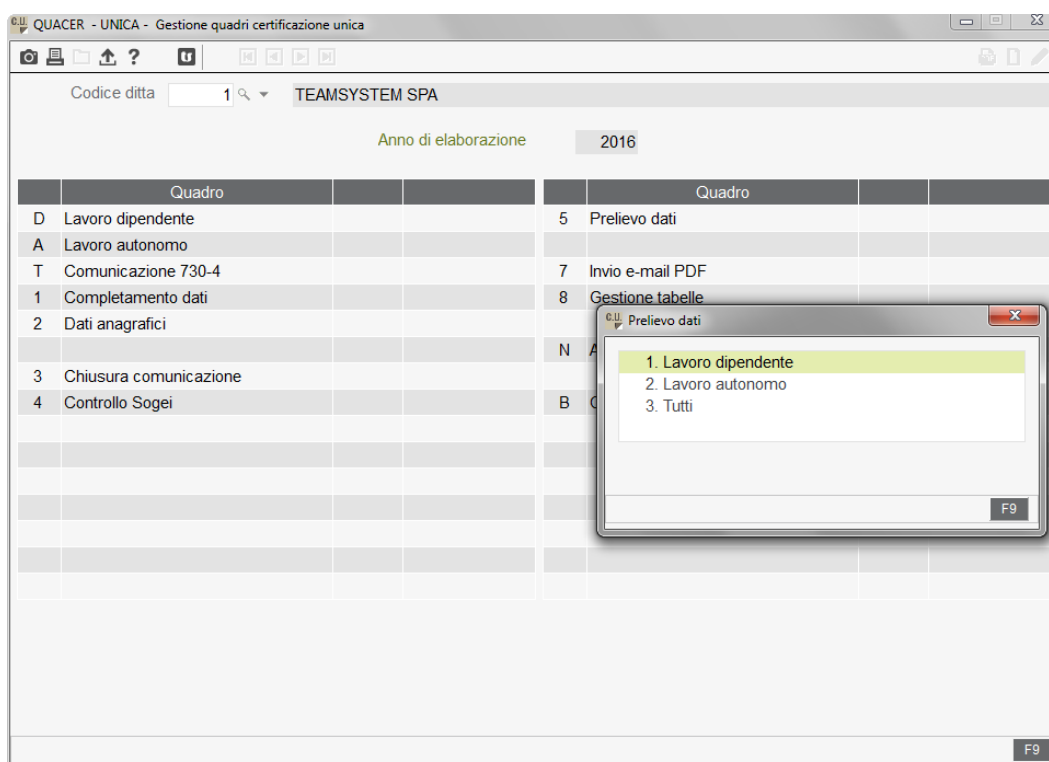 C.U. QUACER - UNICA - Gestione quadri certificazione unica
Codice ditta 1 TEAMSYSTEM SPA
Anno di elaborazione 2016
Quadro Quadro
D Lavoro dipendente 5 Prelievo dati
A Lavoro autonomo
T Comunicazione 730-4 7 Invio e-mail PDF
1 Completamento dati 8 Gestione tabelle
2 Dati anagrafici
N A
3 Chiusura comunicazione
4 Controllo Sogei B
C.U. Prelievo dati
1. Lavoro dipendente
2. Lavoro autonomo
3. Tutti
F9
F9